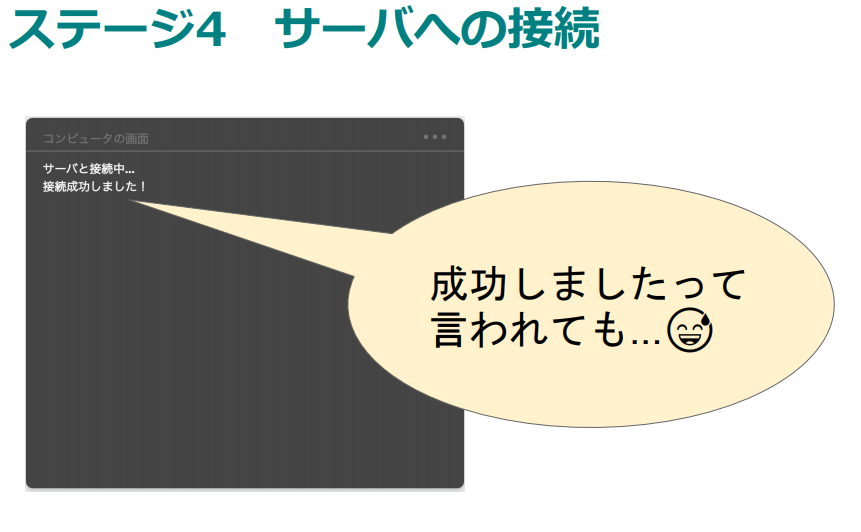 ステージ4　サーバへの接続
コンピュータの画面
サーバと接続中...
接続成功しました！
成功しましたって
言われても...😅